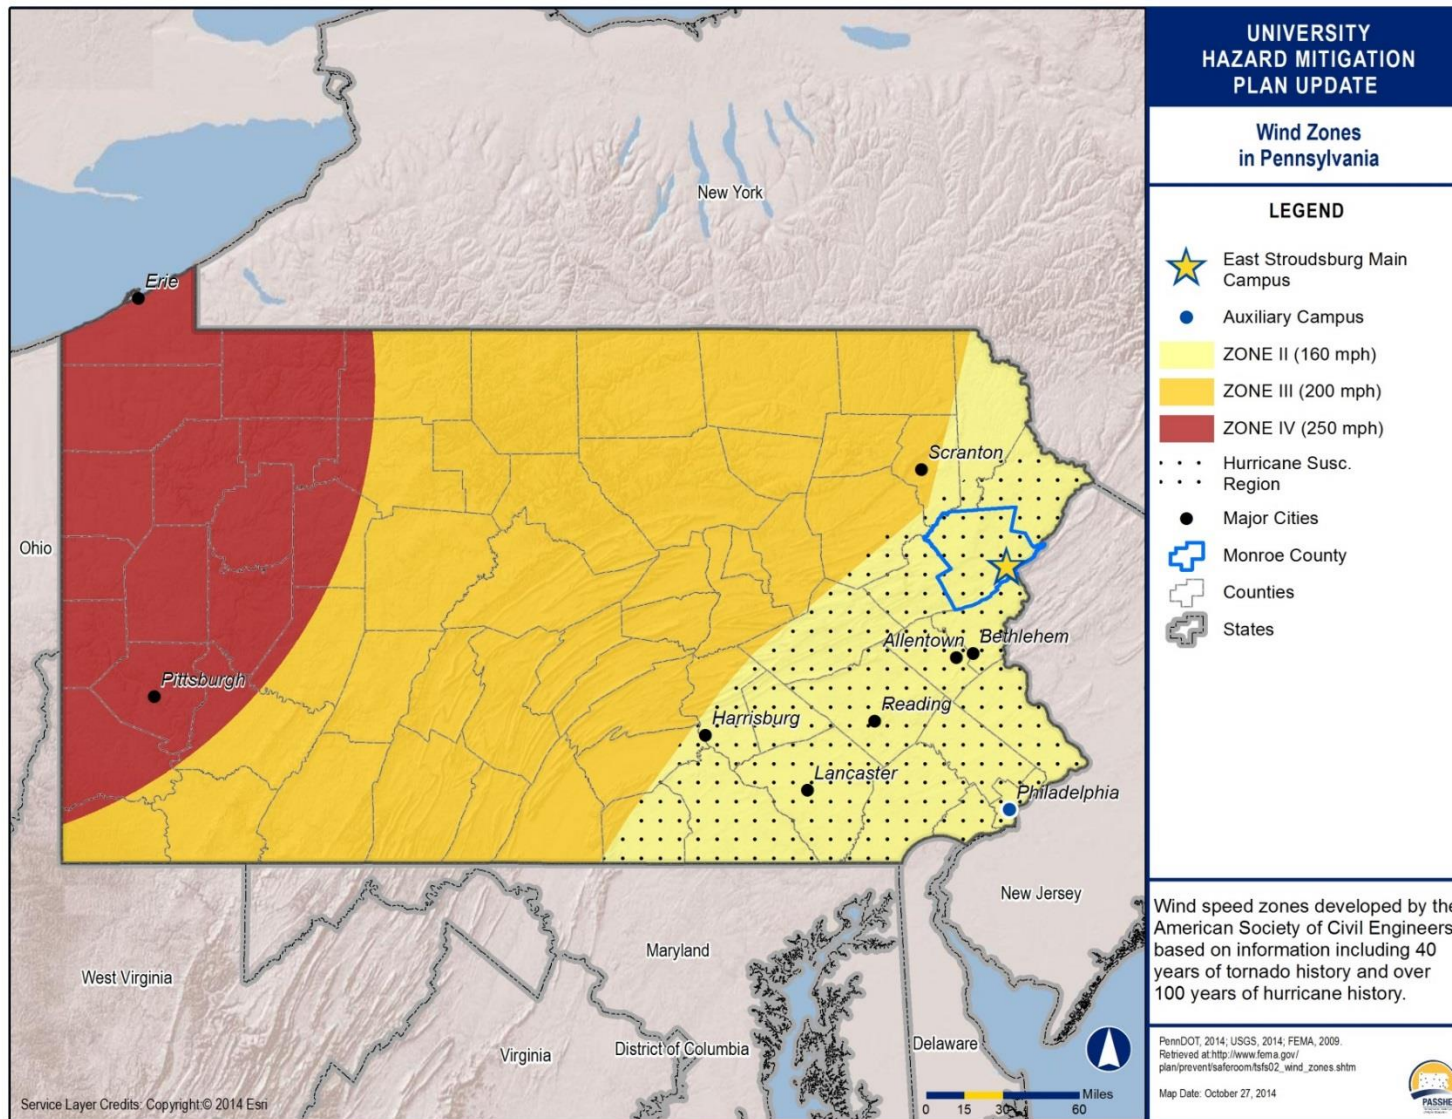 UNIVERSITY
HAZARD MITIGATION
PLAN UPDATE
Wind Zones
in Pennsylvania
LEGEND
East Stroudsburg Main
Campus
Auxiliary Campus
ZONE II (160 mph)
ZONE III (200 mph)
ZONE IV (250 mph)
Hurricane Susc.
Region
Major Cities
Monroe County
Counties
States
Wind speed zones developed by the
American Society of Civil Engineers
based on information including 40
years of tornado history and over
100 years of hurricane history.
PennDOT, 2014; USGS, 2014; FEMA, 2009.
Retrieved at:http://www.fema.gov/
plan/prevent/saferoom/tsfs02_wind_zones.shtm
Map Date: October 27, 2014
PASSHE
New York
Erie
Scranton
Ohio
Allentown
Bethlehem
Pittsburgh
Reading
Harrisburg
Lancaster
Philadelphia
New Jersey
Maryland
West Virginia
Virginia
District of Columbia
Delaware
Miles
0 15 30 60
Service Layer Credits: Copyright:© 2014 Esri